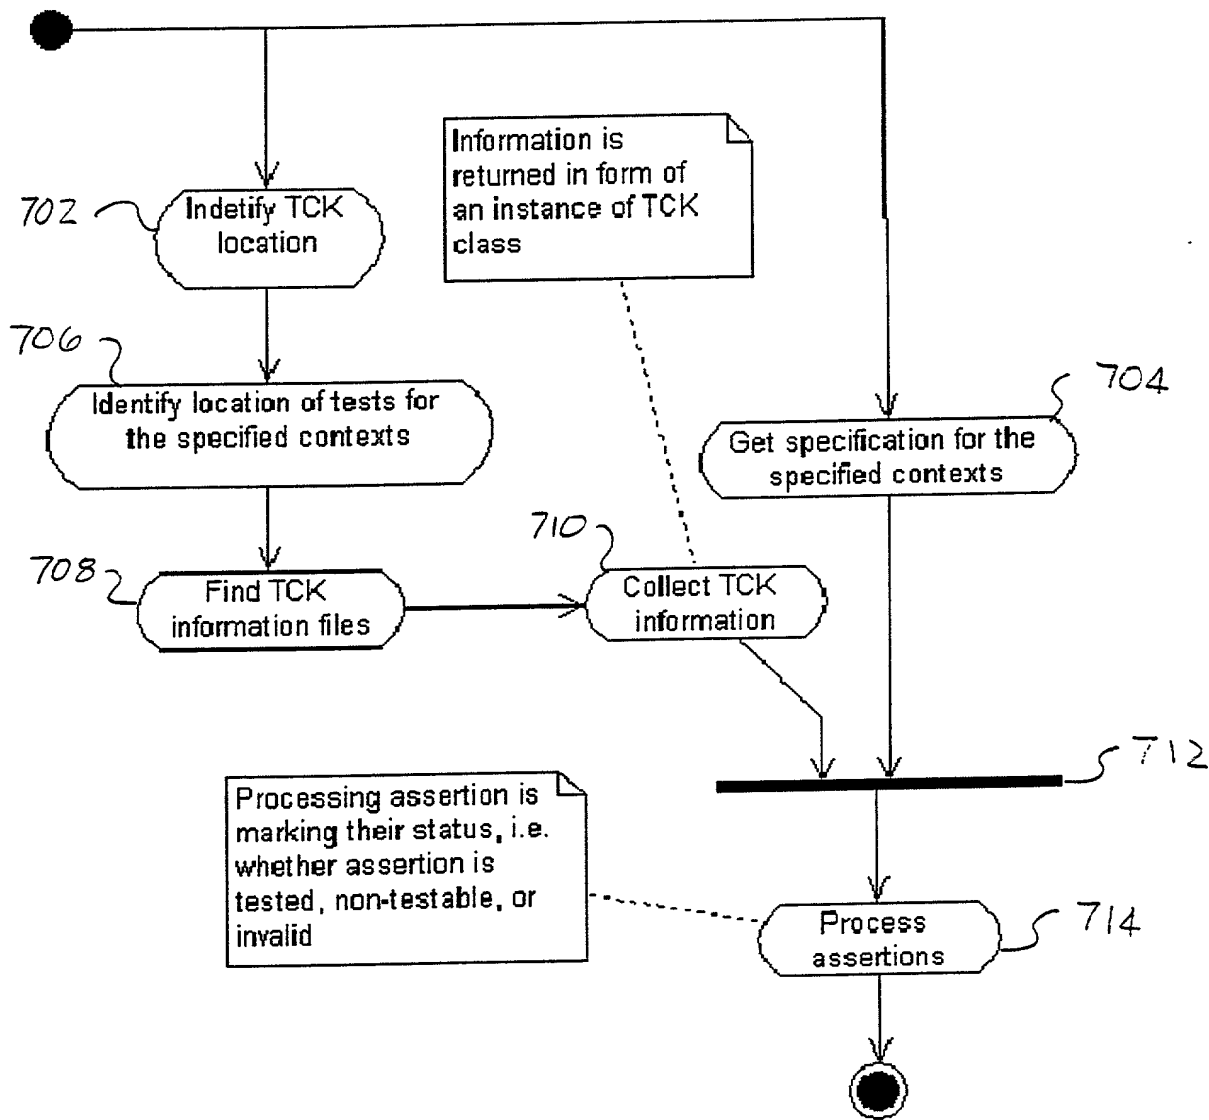 Information is
returned in form of
an instance of TCK
class
702
Indetify TCK
location
706
Identify location of tests for
the specified contexts
704
Get specification for the
specified contexts
708
Find TCK
information files
710
Collect TCK
information
712
Processing assertion is
marking their status, i.e.
whether assertion is
tested, non-testable, or
invalid
714
Process
assertions